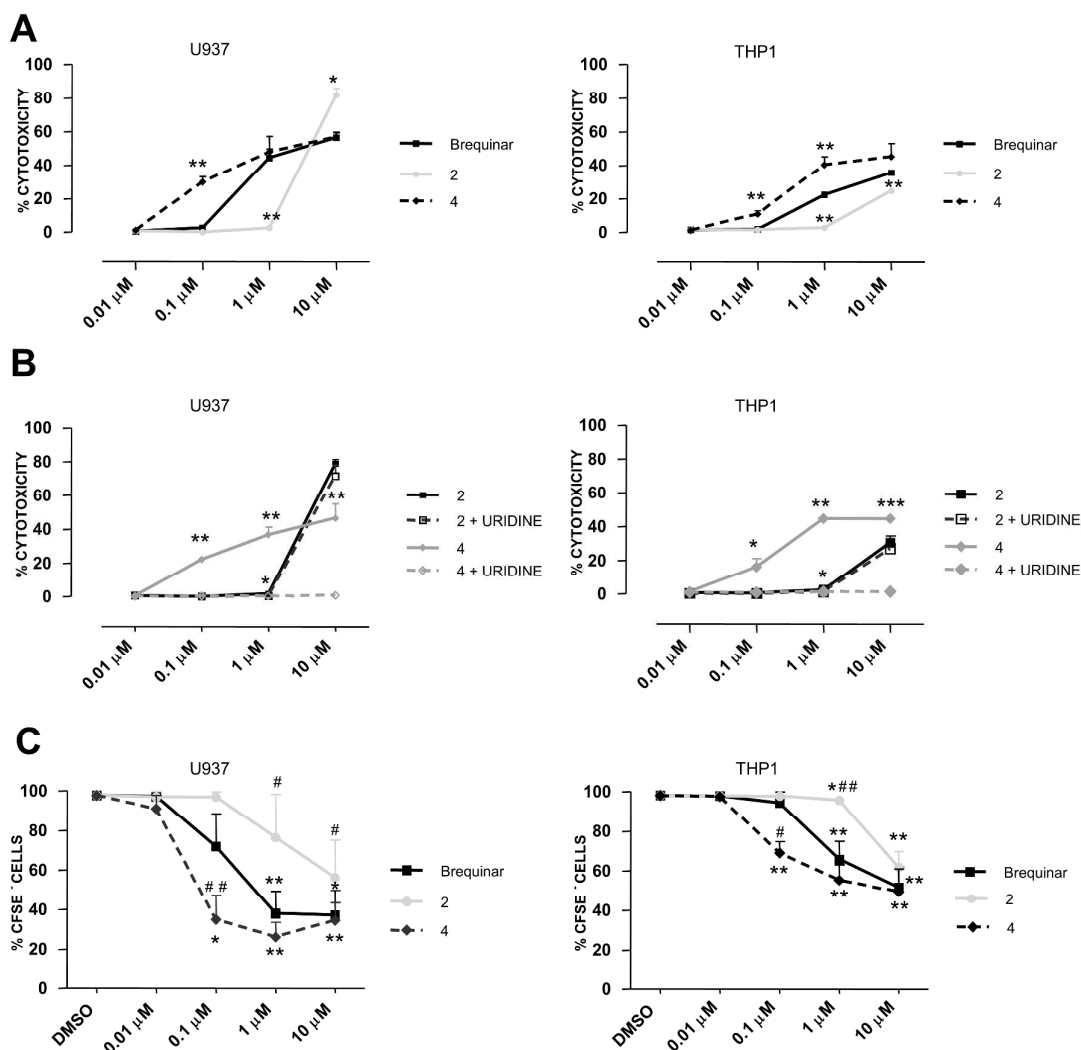 A
U937
% CYTOTOXICITY
100
80
60
40
20
0
*
**
**
0.01 µM
0.1 µM
1 µM
10 µM
Brequinar
2
4
THP1
% CYTOTOXICITY
100
80
60
40
20
0
**
**
**
**
0.01 µM
0.1 µM
1 µM
10 µM
Brequinar
2
4
B
U937
% CYTOTOXICITY
100
80
60
40
20
0
**
**
**
*
0.01 µM
0.1 µM
1 µM
10 µM
2
2 + URIDINE
4
4 + URIDINE
THP1
% CYTOTOXICITY
100
80
60
40
20
0
*
**
***
*
0.01 µM
0.1 µM
1 µM
10 µM
2
2 + URIDINE
4
4 + URIDINE
C
U937
% CFSE - CELLS
100
80
60
40
20
0
#
#
##
**
*
*
**
**
DMSO
0.01 µM
0.1 µM
1 µM
10 µM
Brequinar
2
4
THP1
% CFSE - CELLS
100
80
60
40
20
0
*##
#
**
**
**
**
**
**
DMSO
0.01 µM
0.1 µM
1 µM
10 µM
Brequinar
2
4